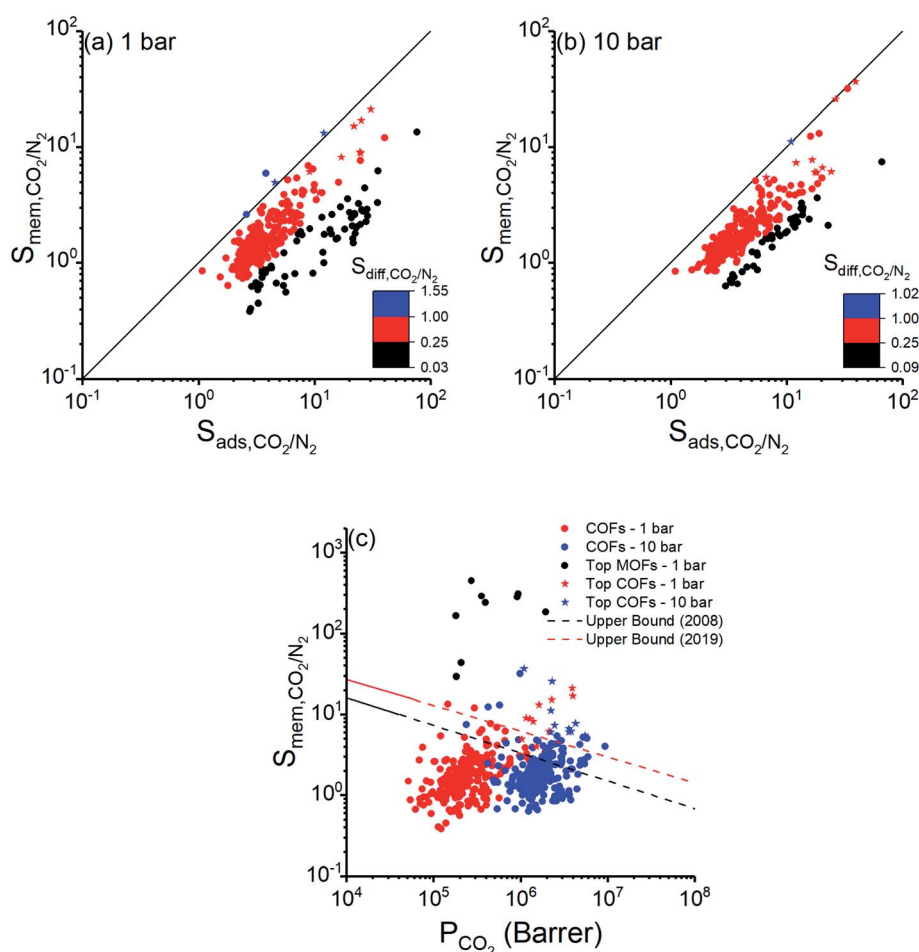 (a) 1 bar
10²
10¹
10⁰
10⁻¹
S_mem,CO₂/N₂
S_diff,CO₂/N₂
1.55
1.00
0.25
0.03
10⁻¹ 10⁰ 10¹ 10²
S_ads,CO₂/N₂
(b) 10 bar
10²
10¹
10⁰
10⁻¹
S_mem,CO₂/N₂
S_diff,CO₂/N₂
1.02
1.00
0.25
0.09
10⁻¹ 10⁰ 10¹ 10²
S_ads,CO₂/N₂
(c)
COFs - 1 bar
COFs - 10 bar
Top MOFs - 1 bar
Top COFs - 1 bar
Top COFs - 10 bar
Upper Bound (2008)
Upper Bound (2019)
10³
10²
10¹
10⁰
10⁻¹
S_mem,CO₂/N₂
10⁴ 10⁵ 10⁶ 10⁷ 10⁸
P_CO₂ (Barrer)